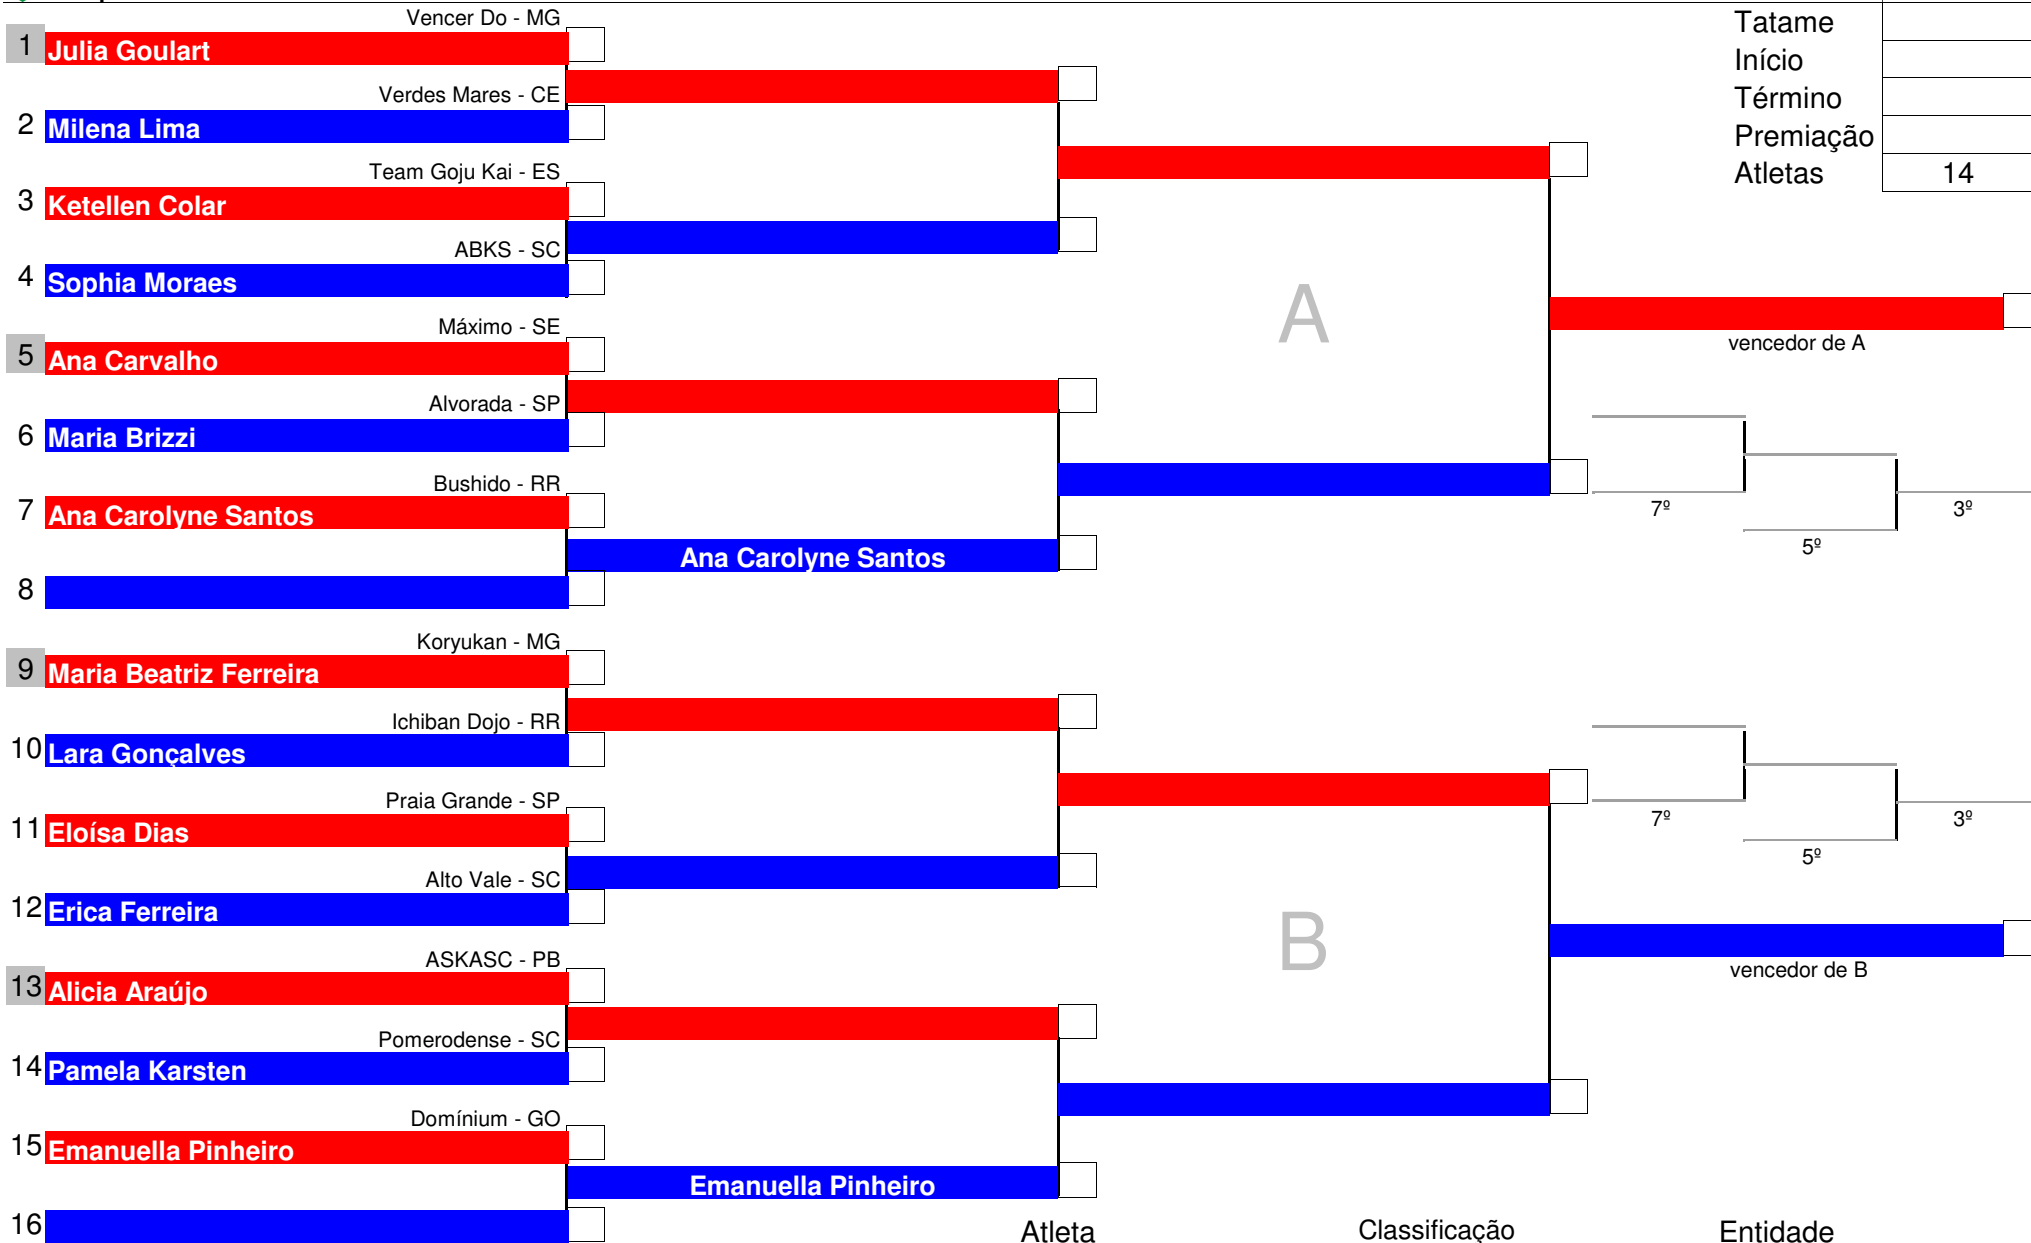 Vencer Do - MG
1 Julia Goulart
Verdes Mares - CE
2 Milena Lima
Team Goju Kai - ES
3 Ketellen Colar
ABKS - SC
4 Sophia Moraes
Máximo - SE
5 Ana Carvalho
Alvorada - SP
6 Maria Brizzi
Bushido - RR
7 Ana Carolyne Santos
Ana Carolyne Santos
8
Koryukan - MG
9 Maria Beatriz Ferreira
Ichiban Dojo - RR
10 Lara Gonçalves
Praia Grande - SP
11 Eloísa Dias
Alto Vale - SC
12 Erica Ferreira
ASKASC - PB
13 Alicia Araújo
Pomerodense - SC
14 Pamela Karsten
Domínium - GO
15 Emanuella Pinheiro
Emanuella Pinheiro
16
A
B
Tatame
Início
Término
Premiação
Atletas 14
vencedor de A
7º
3º
5º
7º
3º
5º
vencedor de B
Atleta Classificação Entidade